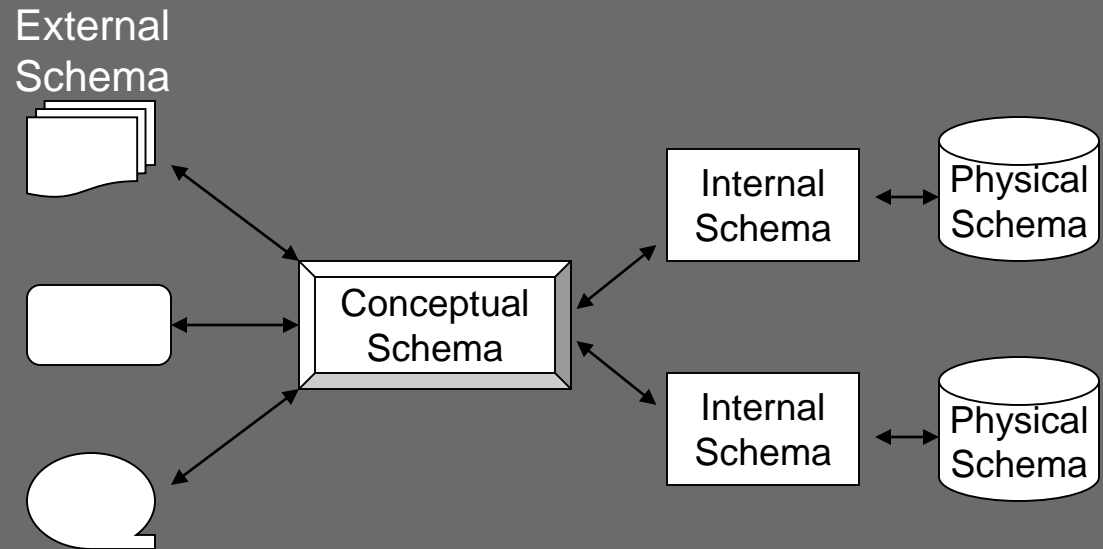 External
Schema
Internal
Schema
Physical
Schema
Conceptual
Schema
Internal
Schema
Physical
Schema